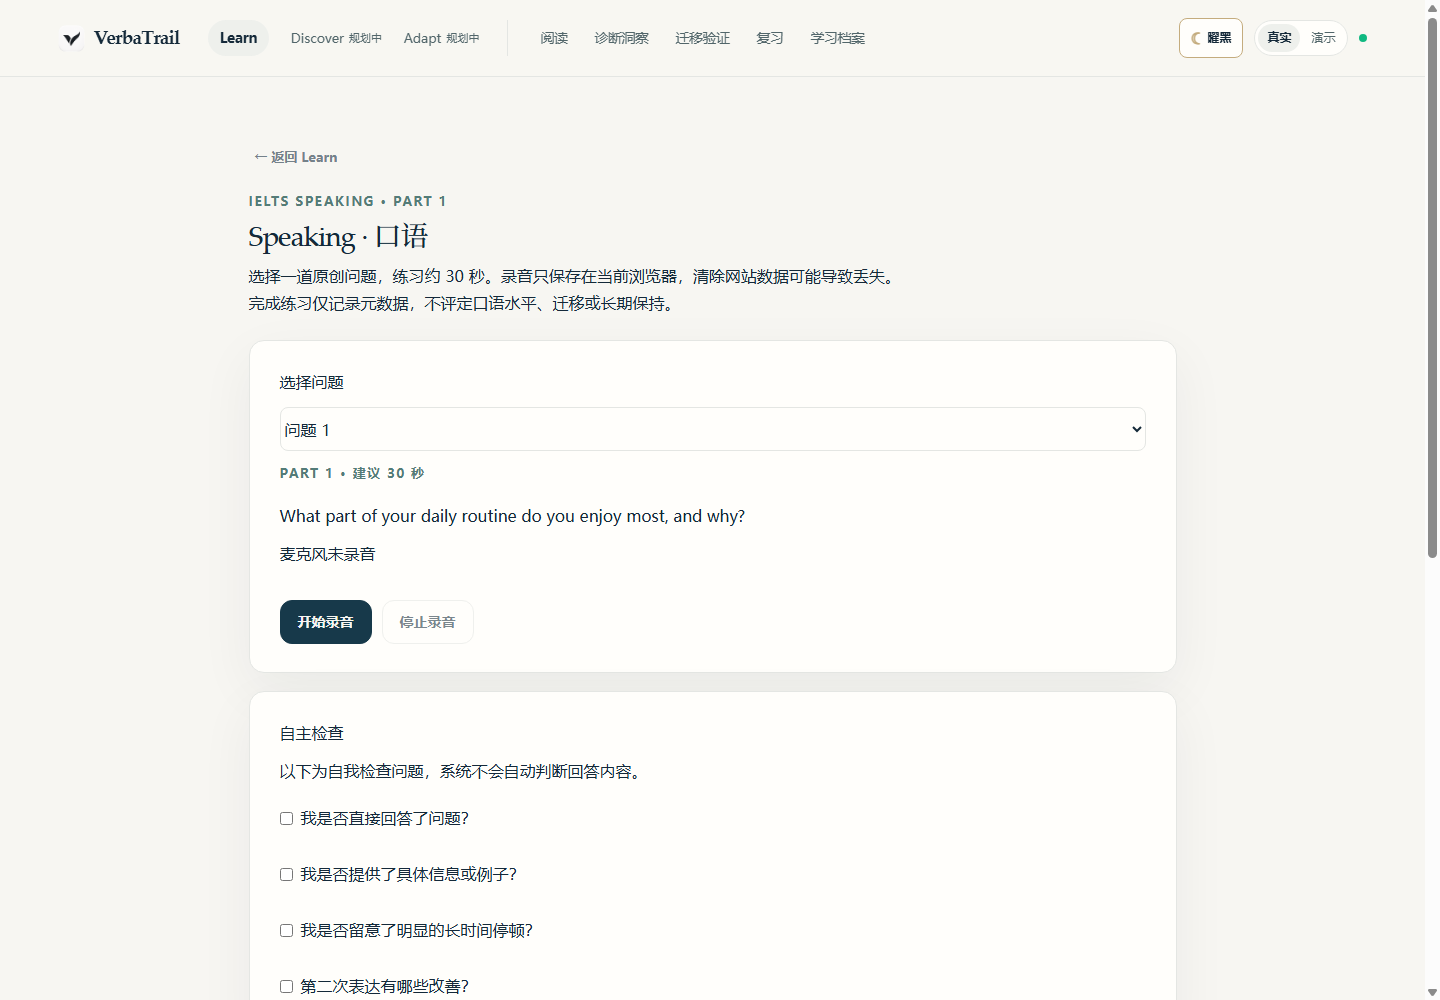 VerbaTrail
Learn
Discover 规划中
Adapt 规划中
阅读
诊断洞察
迁移验证
复习
学习档案
曜黑
真实
演示
← 返回 Learn
IELTS SPEAKING • PART 1
Speaking · 口语
选择一道原创问题，练习约 30 秒。录音只保存在当前浏览器，清除网站数据可能导致丢失。
完成练习仅记录元数据，不评定口语水平、迁移或长期保持。
选择问题
问题 1
PART 1 • 建议 30 秒
What part of your daily routine do you enjoy most, and why?
麦克风未录音
开始录音
停止录音
自主检查
以下为自我检查问题，系统不会自动判断回答内容。
我是否直接回答了问题？
我是否提供了具体信息或例子？
我是否留意了明显的长时间停顿？
第二次表达有哪些改善？